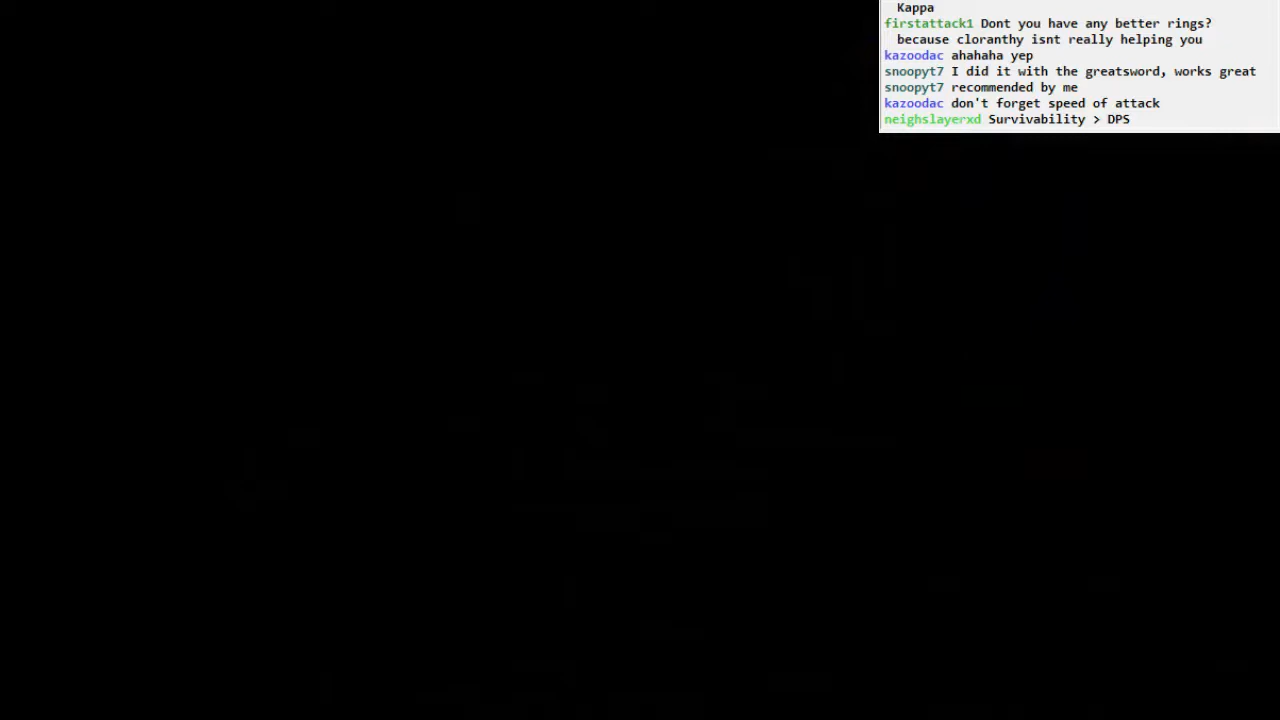 Kappa
firstattack1 Dont you have any better rings?
because cloranthy isnt really helping you
kazoodac ahahaha yep
snoopyt7 I did it with the greatsword, works great
snoopyt7 recommended by me
kazoodac don't forget speed of attack
neighslayerxd Survivability > DPS